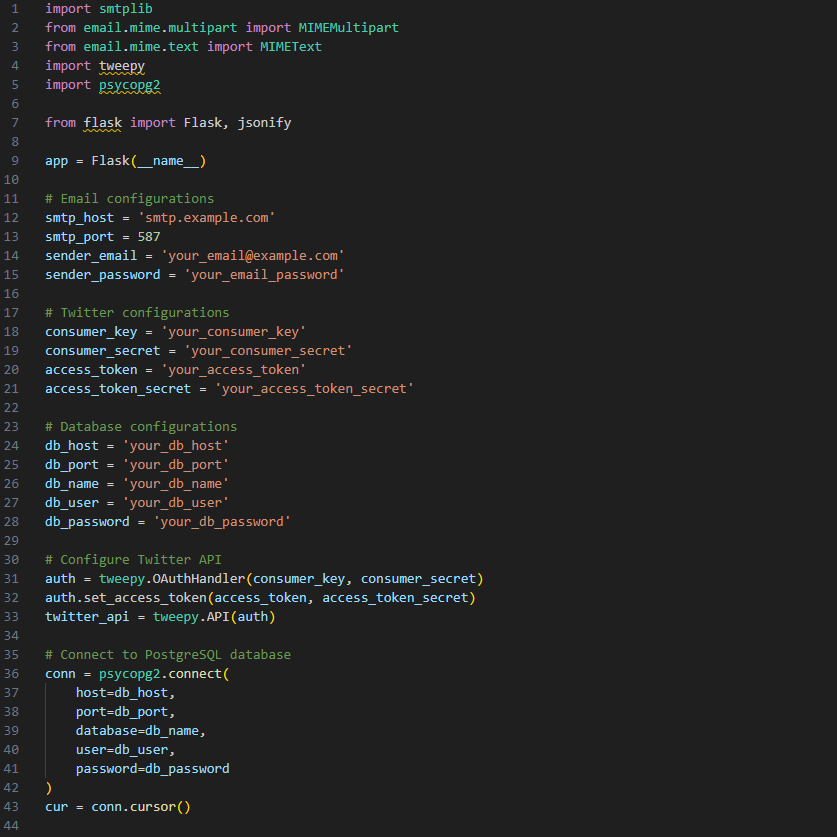 1 import smtplib
2 from email.mime.multipart import MIMEMultipart
3 from email.mime.text import MIMEText
4 import tweepy
5 import psycopg2
6
7 from flask import Flask, jsonify
8
9 app = Flask(__name__)
10
11 # Email configurations
12 smtp_host = 'smtp.example.com'
13 smtp_port = 587
14 sender_email = 'your_email@example.com'
15 sender_password = 'your_email_password'
16
17 # Twitter configurations
18 consumer_key = 'your_consumer_key'
19 consumer_secret = 'your_consumer_secret'
20 access_token = 'your_access_token'
21 access_token_secret = 'your_access_token_secret'
22
23 # Database configurations
24 db_host = 'your_db_host'
25 db_port = 'your_db_port'
26 db_name = 'your_db_name'
27 db_user = 'your_db_user'
28 db_password = 'your_db_password'
29
30 # Configure Twitter API
31 auth = tweepy.OAuthHandler(consumer_key, consumer_secret)
32 auth.set_access_token(access_token, access_token_secret)
33 twitter_api = tweepy.API(auth)
34
35 # Connect to PostgreSQL database
36 conn = psycopg2.connect(
37     host=db_host,
38     port=db_port,
39     database=db_name,
40     user=db_user,
41     password=db_password
42 )
43 cur = conn.cursor()
44